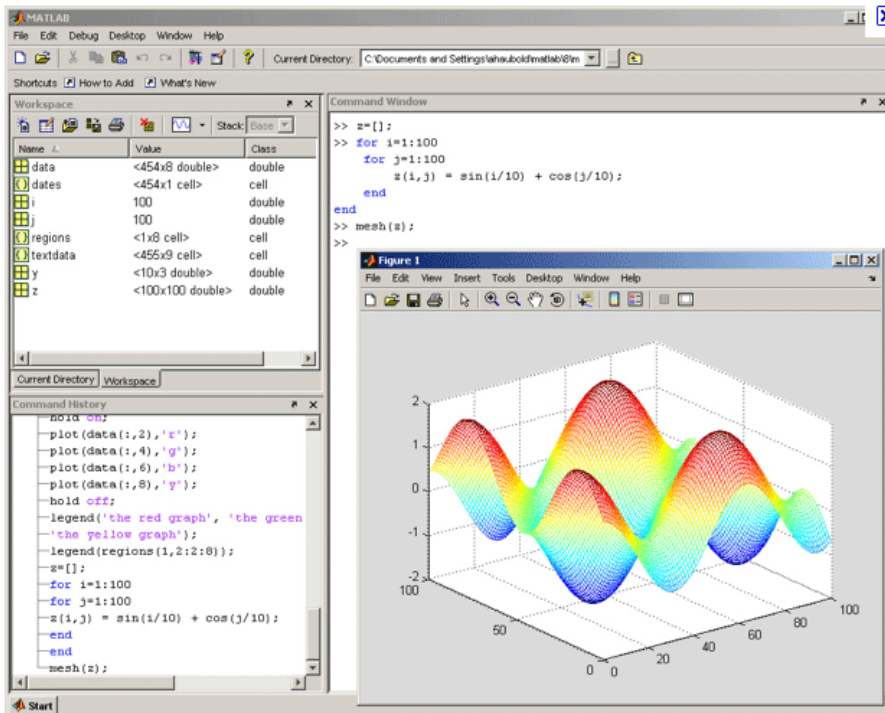 MATLAB
File Edit Debug Desktop Window Help
Current Directory: C:\Documents and Settings\ahaubold\matlab\8\m
Shortcuts How to Add What's New
Workspace
Stack: Base
Name Value Class
data <454x8 double> double
dates <454x1 cell> cell
i 100 double
j 100 double
regions <1x8 cell> cell
textdata <455x9 cell> cell
y <10x3 double> double
z <100x100 double> double
Current Directory Workspace
Command History
hold on;
plot(data(:,2),'r');
plot(data(:,4),'g');
plot(data(:,6),'b');
plot(data(:,8),'y');
hold off;
legend('the red graph', 'the green
'the yellow graph');
legend(regions(1,2:2:8));
z=[];
for i=1:100
for j=1:100
z(i,j) = sin(i/10) + cos(j/10);
end
end
mesh(z);
Start
Command Window
>> z=[];
>> for i=1:100
for j=1:100
z(i,j) = sin(i/10) + cos(j/10);
end
end
>> mesh(z);
>>
Figure 1
File Edit View Insert Tools Desktop Window Help
2
1
0
-1
-2
100
50
0
0
20
40
60
80
100